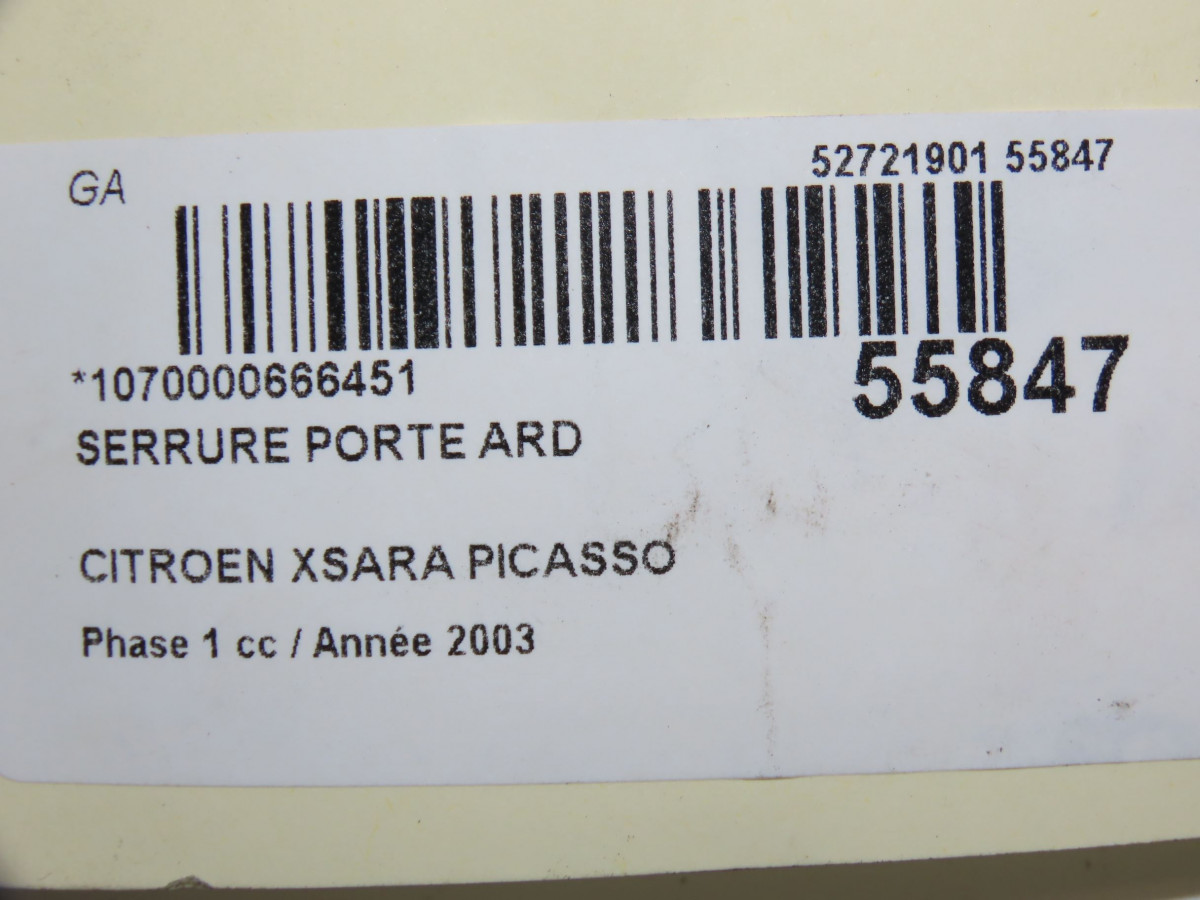 GA
52721901 55847
*1070000666451
55847
SERRURE PORTE ARD
CITROEN XSARA PICASSO
Phase 1 cc / Année 2003